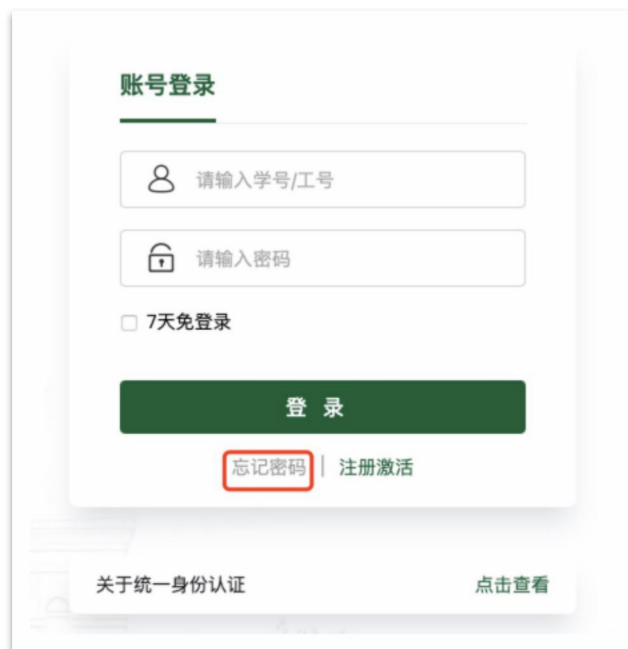 账号登录
请输入学号/工号
请输入密码
7天免登录
登 录
忘记密码 | 注册激活
关于统一身份认证 点击查看